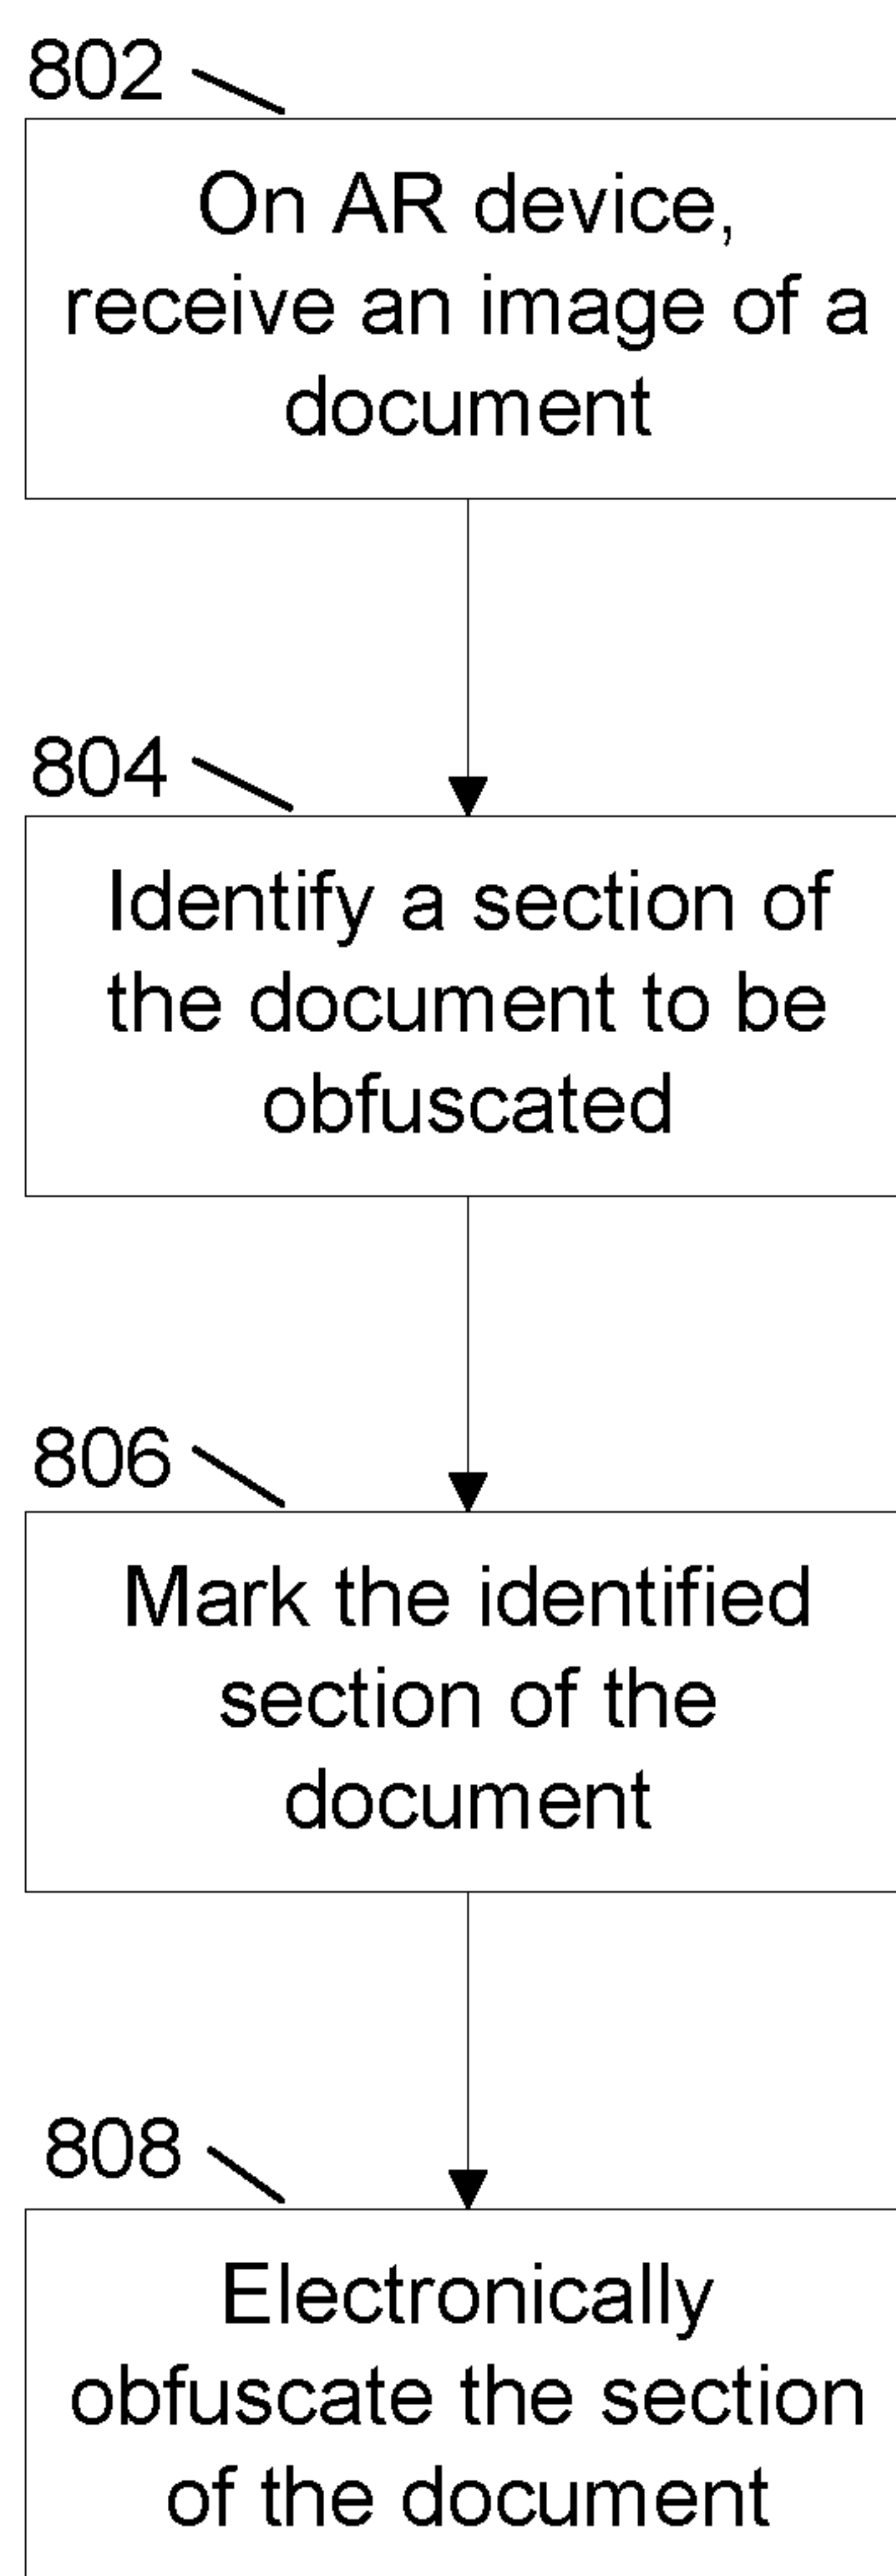 802
On AR device,
receive an image of a
document
804
Identify a section of
the document to be
obfuscated
806
Mark the identified
section of the
document
808
Electronically
obfuscate the section
of the document